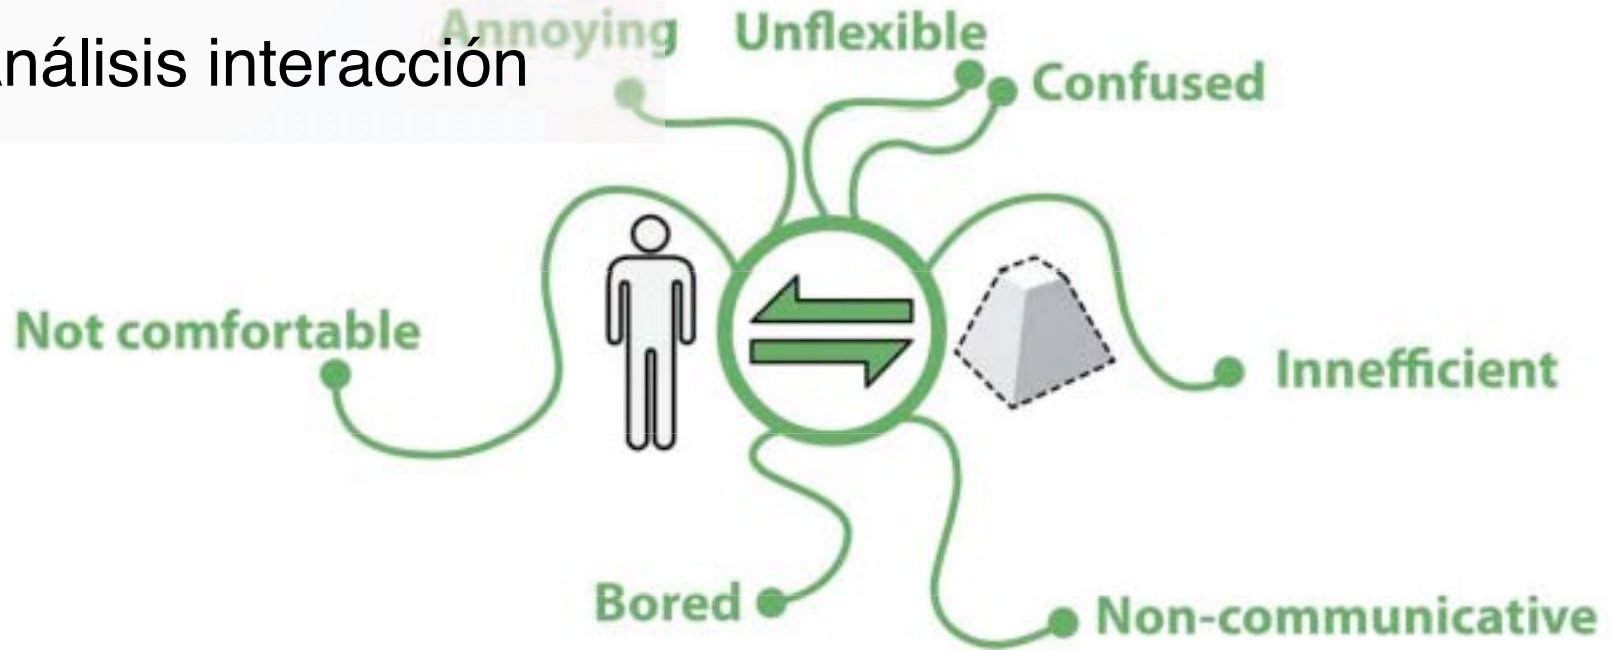 Annoying
Unflexible
nálisis interacción
Confused
Not comfortable
Innefficient
Bored
Non-communicative